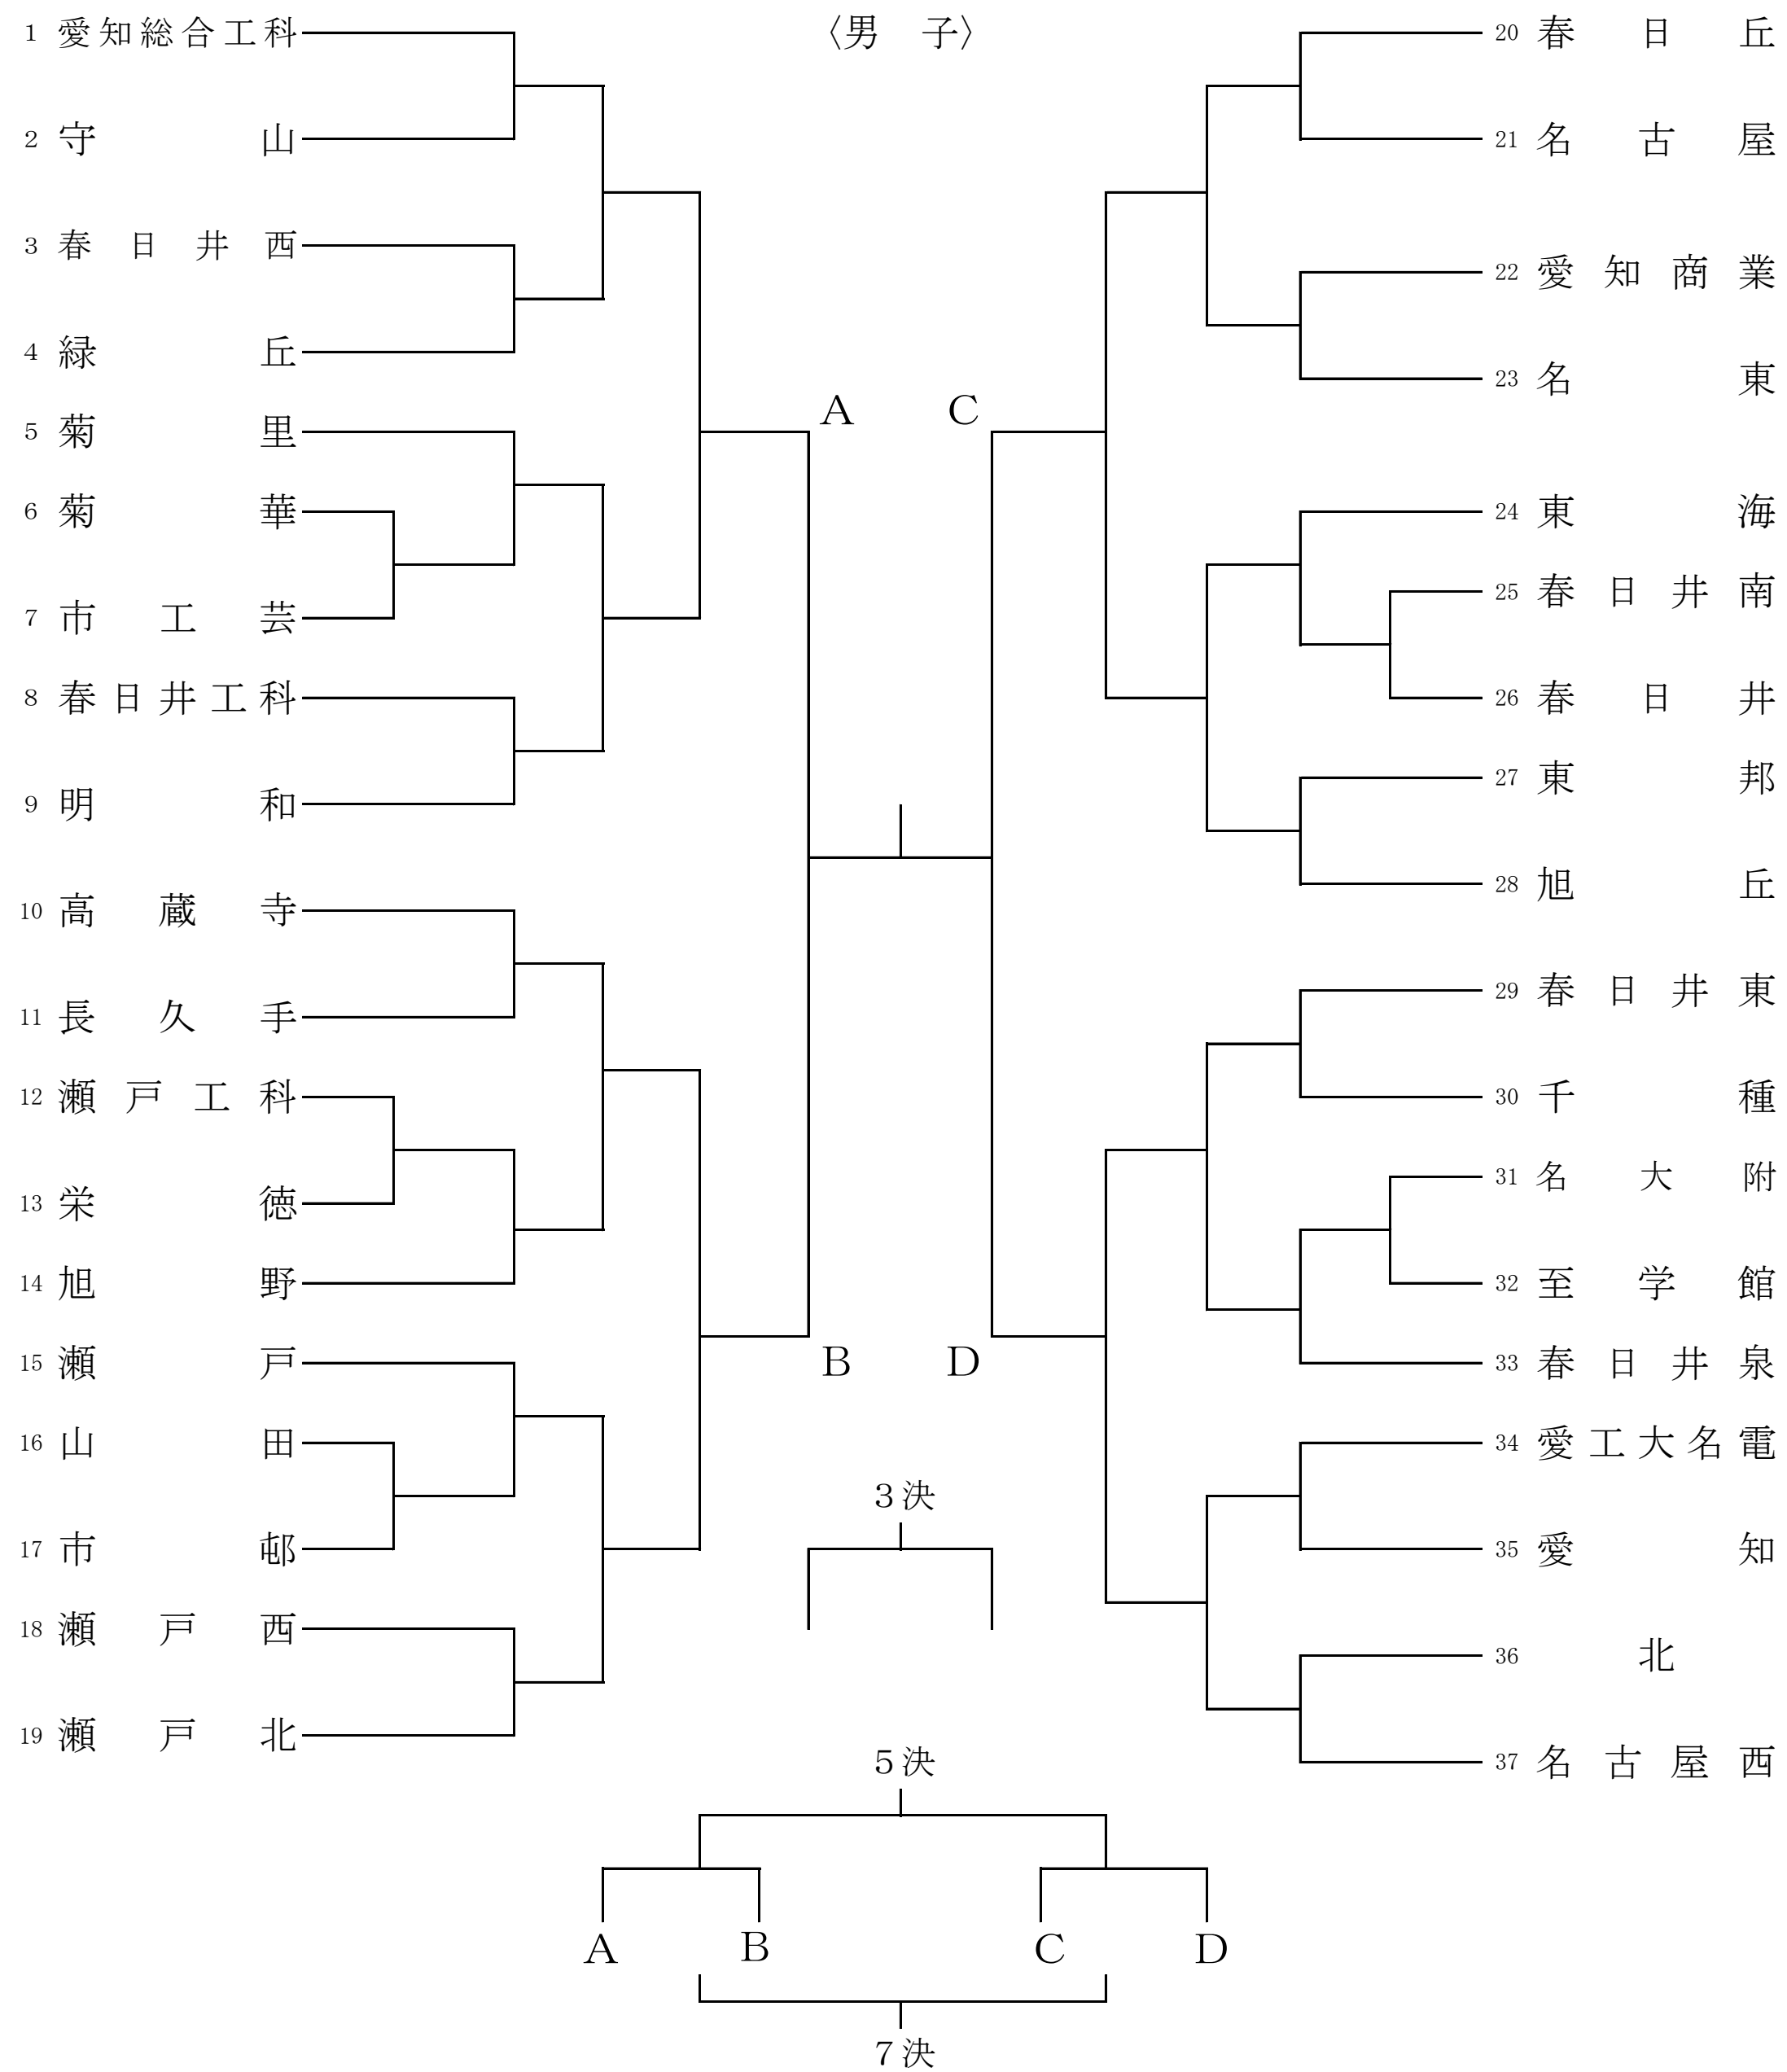 〈男　子〉
1 愛知総合工科
2 守山
3 春日井西
4 緑丘
5 菊里
6 菊華
7 市工芸
8 春日井工科
9 明和
10 高蔵寺
11 長久手
12 瀬戸工科
13 栄徳
14 旭野
15 瀬戸
16 山田
17 市邨
18 瀬戸西
19 瀬戸北
A
B
C
D
20 春日丘
21 名古屋
22 愛知商業
23 名東
24 東海
25 春日井南
26 春日井
27 東邦
28 旭丘
29 春日井東
30 千種
31 名大附
32 至学館
33 春日井泉
34 愛工大名電
35 愛知
36 北
37 名古屋西
3決
5決
A B C D
7決